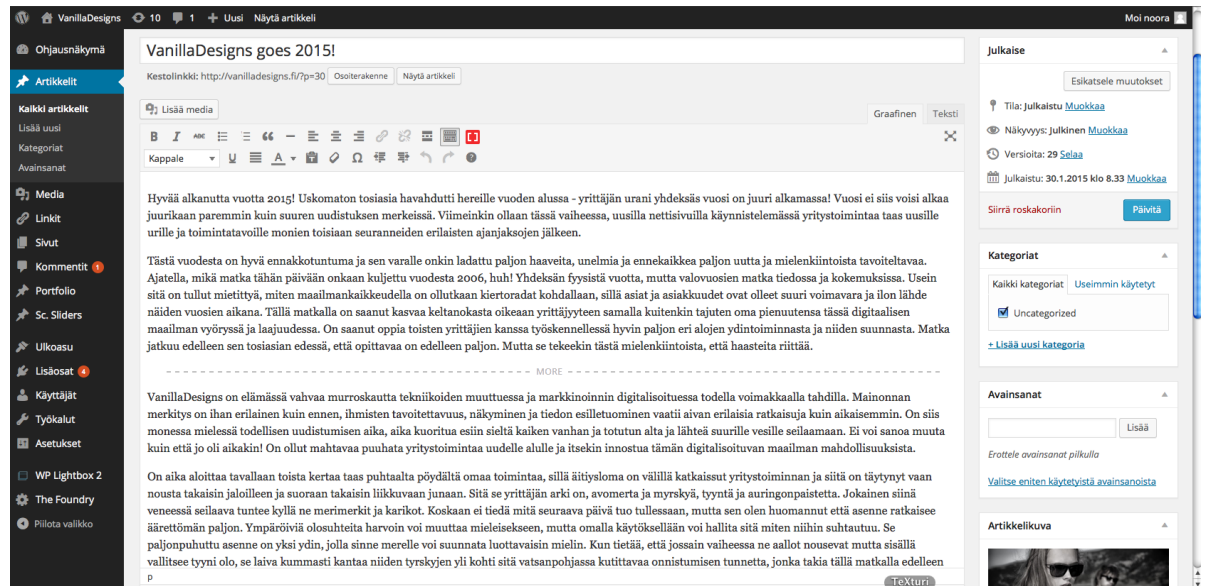 VanillaDesigns 10 1 Uusi Näytä artikkeli Moi noora
Ohjausnäkymä
Artikkelit
Kaikki artikkelit
Lisää uusi
Kategoriat
Avainsanat
Media
Linkit
Sivut
Kommentit 1
Portfolio
Sc. Sliders
Ulkoasu
Lisäosat 4
Käyttäjät
Työkalut
Asetukset
WP Lightbox 2
The Foundry
Piilota valikko
VanillaDesigns goes 2015!
Kestolinkki: http://vanilladesigns.fi/?p=30 Osoiterakenne Näytä artikkeli
Lisää media
Graafinen Teksti
B I ABC
Kappale U A Ω
Hyvää alkanutta vuotta 2015! Uskomaton tosiasia havahdutti hereille vuoden alussa - yrittäjän urani yhdeksäs vuosi on juuri alkamassa! Vuosi ei siis voisi alkaa
juurikaan paremmin kuin suuren uudistuksen merkeissä. Viimeinkin ollaan tässä vaiheessa, uusilla nettisivuilla käynnistelemässä yritystoimintaa taas uusille
urille ja toimintatavoille monien toisiaan seuranneiden erilaisten ajanjaksojen jälkeen.
Tästä vuodesta on hyvä ennakkotuntuma ja sen varalle onkin ladattu paljon haaveita, unelmia ja ennekaikkea paljon uutta ja mielenkiintoista tavoiteltavaa.
Ajatella, mikä matka tähän päivään onkaan kuljettu vuodesta 2006, huh! Yhdeksän fyysistä vuotta, mutta valovuosien matka tiedossa ja kokemuksissa. Usein
sitä on tullut mietittyä, miten maailmankaikkeudella on ollutkaan kiertoradat kohdallaan, sillä asiat ja asiakkuudet ovat olleet suuri voimavara ja ilon lähde
näiden vuosien aikana. Tällä matkalla on saanut kasvaa keltanokasta oikeaan yrittäjyyteen samalla kuitenkin tajuten oma pienuutensa tässä digitaalisen
maailman vyöryssä ja laajuudessa. On saanut oppia toisten yrittäjien kanssa työskennellessä hyvin paljon eri alojen ydintoiminnasta ja niiden suunnasta. Matka
jatkuu edelleen sen tosiasian edessä, että opittavaa on edelleen paljon. Mutta se tekeekin tästä mielenkiintoista, että haasteita riittää.
MORE
VanillaDesigns on elämässä vahvaa murroskautta tekniikoiden muuttuessa ja markkinoinnin digitalisoituessa todella voimakkaalla tahdilla. Mainonnan
merkitys on ihan erilainen kuin ennen, ihmisten tavoitettavuus, näkyminen ja tiedon esilletuominen vaatii aivan erilaisia ratkaisuja kuin aikaisemmin. On siis
monessa mielessä todellisen uudistumisen aika, aika kuoritua esiin sieltä kaiken vanhan ja totutun alta ja lähteä suurille vesille seilaamaan. Ei voi sanoa muuta
kuin että jo oli aikakin! On ollut mahtavaa puuhata yritystoimintaa uudelle alulle ja itsekin innostua tämän digitalisoituvan maailman mahdollisuuksista.
On aika aloittaa tavallaan toista kertaa taas puhtaalta pöydältä omaa toimintaa, sillä äitiysloma on välillä katkaissut yritystoiminnan ja siitä on täytynyt vaan
nousta takaisin jaloilleen ja suoraan takaisin liikkuvaan junaan. Sitä se yrittäjän arki on, avomerta ja myrskyä, tyyntä ja auringonpaistetta. Jokainen siinä
veneessä seilaava tuntee kyllä ne merimerkit ja karikot. Koskaan ei tiedä mitä seuraava päivä tuo tullessaan, mutta sen olen huomannut että asenne ratkaisee
äärettömän paljon. Ympäröiviä olosuhteita harvoin voi muuttaa mieleisekseen, mutta omalla käytöksellään voi hallita sitä miten niihin suhtautuu. Se
paljonpuhuttu asenne on yksi ydin, jolla sinne merelle voi suunnata luottavaisin mielin. Kun tietää, että jossain vaiheessa ne aallot nousevat mutta sisällä
vallitsee tyyni olo, se laiva kummasti kantaa niiden tyrskyjen yli kohti sitä vatsanpohjassa kutittavaa onnistumisen tunnetta, jonka takia tällä matkalla edelleen
p
TeXturi
Julkaise
Esikatsele muutokset
Tila: Julkaistu Muokkaa
Näkyvyys: Julkinen Muokkaa
Versioita: 29 Selaa
Julkaistu: 30.1.2015 klo 8.33 Muokkaa
Siirrä roskakoriin Päivitä
Kategoriat
Kaikki kategoriat Useimmin käytetyt
Uncategorized
+ Lisää uusi kategoria
Avainsanat
Lisää
Erottele avainsanat pilkulla
Valitse eniten käytetyistä avainsanoista
Artikkelikuva